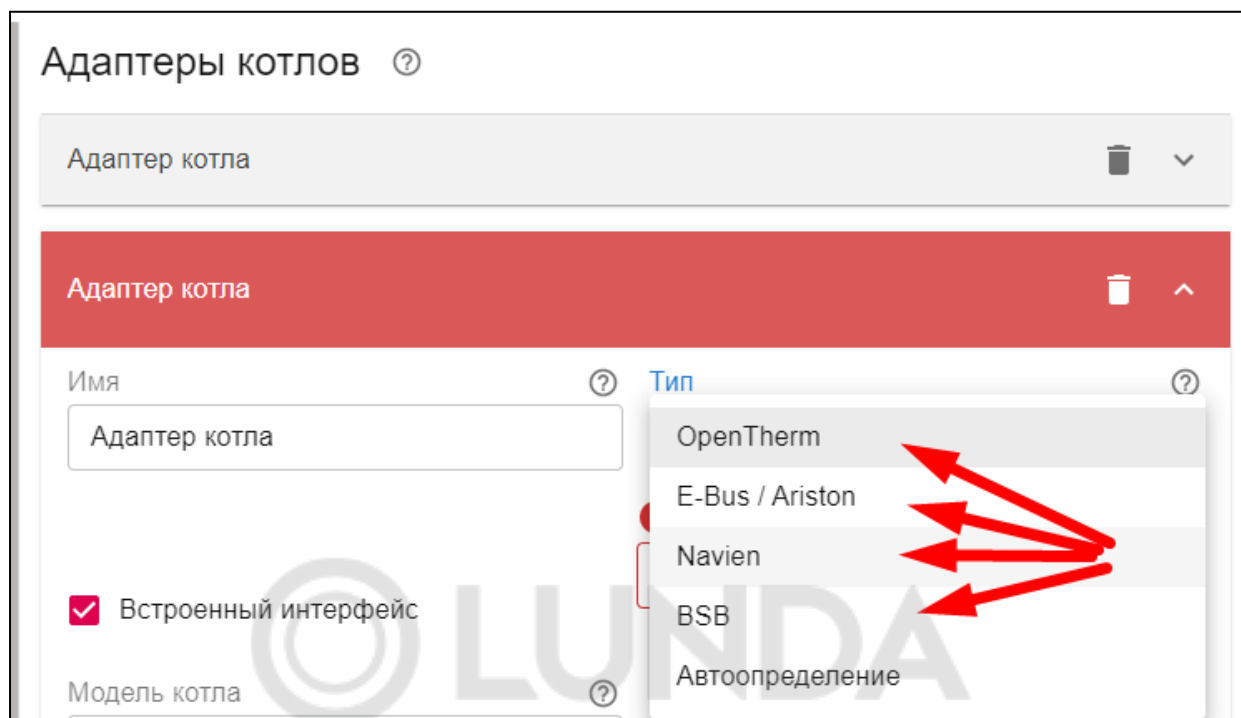 Адаптеры котлов
Адаптер котла
Адаптер котла
Имя
Тип
Адаптер котла
OpenTherm
E-Bus / Ariston
Navien
BSB
Автоопределение
Встроенный интерфейс
Модель котла
LUNDA